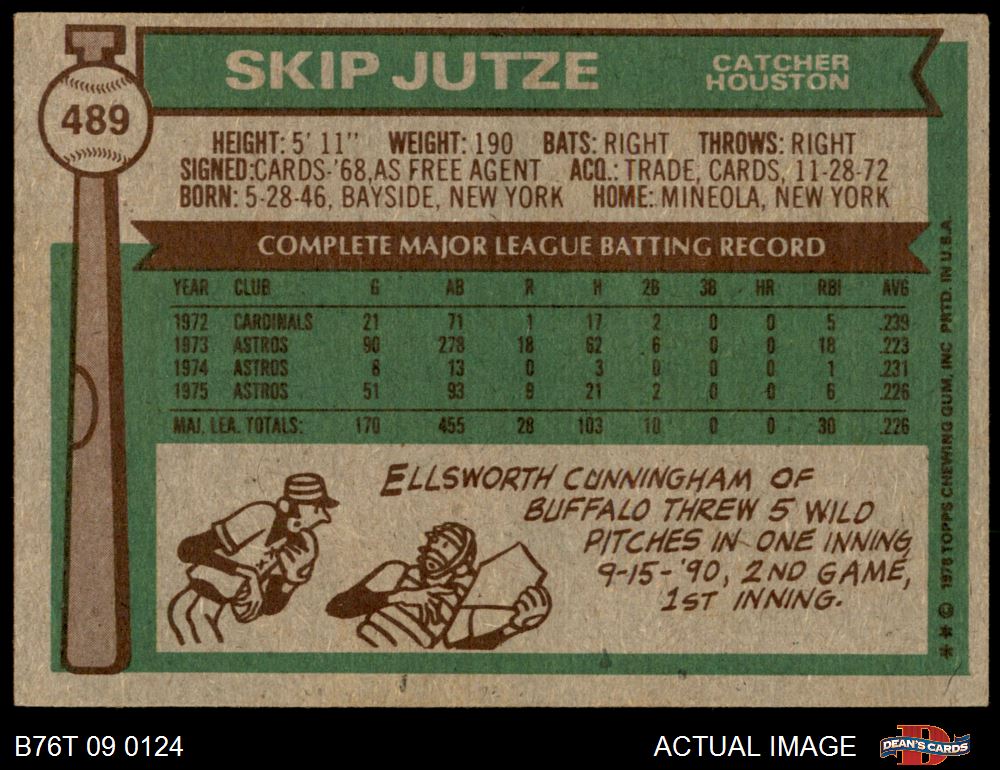 489
SKIP JUTZE
CATCHER
HOUSTON
HEIGHT: 5' 11" WEIGHT: 190 BATS: RIGHT THROWS: RIGHT
SIGNED:CARDS-'68,AS FREE AGENT ACQ.: TRADE, CARDS, 11-28-72
BORN: 5-28-46, BAYSIDE, NEW YORK HOME: MINEOLA, NEW YORK
COMPLETE MAJOR LEAGUE BATTING RECORD
YEAR CLUB G AB R H 2B 3B HR RBI AVG
1972 CARDINALS 21 71 1 17 2 0 0 5 .239
1973 ASTROS 90 278 18 62 6 0 0 18 .223
1974 ASTROS 8 13 0 3 0 0 0 1 .231
1975 ASTROS 51 93 9 21 2 0 0 6 .226
MAJ. LEA. TOTALS: 170 455 28 103 10 0 0 30 .226
ELLSWORTH CUNNINGHAM OF
BUFFALO THREW 5 WILD
PITCHES IN ONE INNING,
9-15-'90, 2ND GAME,
1ST INNING.
** © 1976 TOPPS CHEWING GUM, INC PRTD. IN U.S.A.
B76T 09 0124
ACTUAL IMAGE
D
DEAN'S CARDS